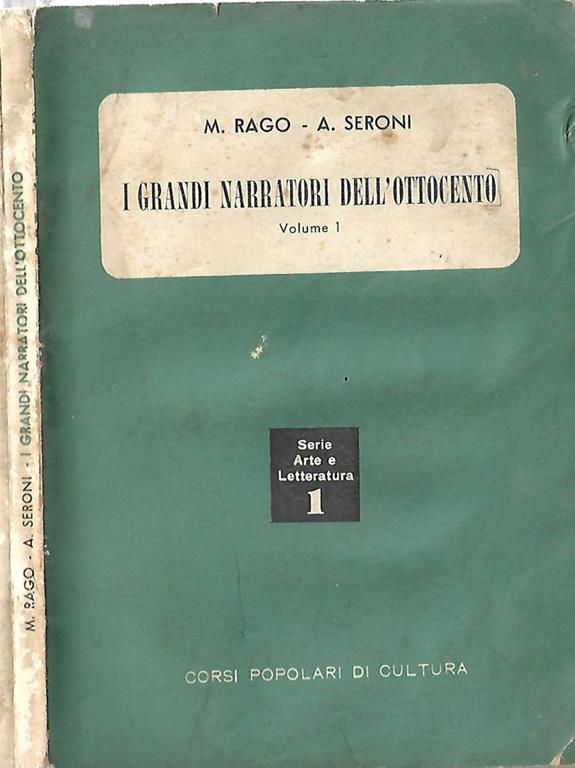 M. RAGO - A. SERONI
I GRANDI NARRATORI DELL'OTTOCENTO
Volume 1
Serie
Arte e
Letteratura
1
CORSI POPOLARI DI CULTURA
M. RAGO - A. SERONI - I GRANDI NARRATORI DELL'OTTOCENTO